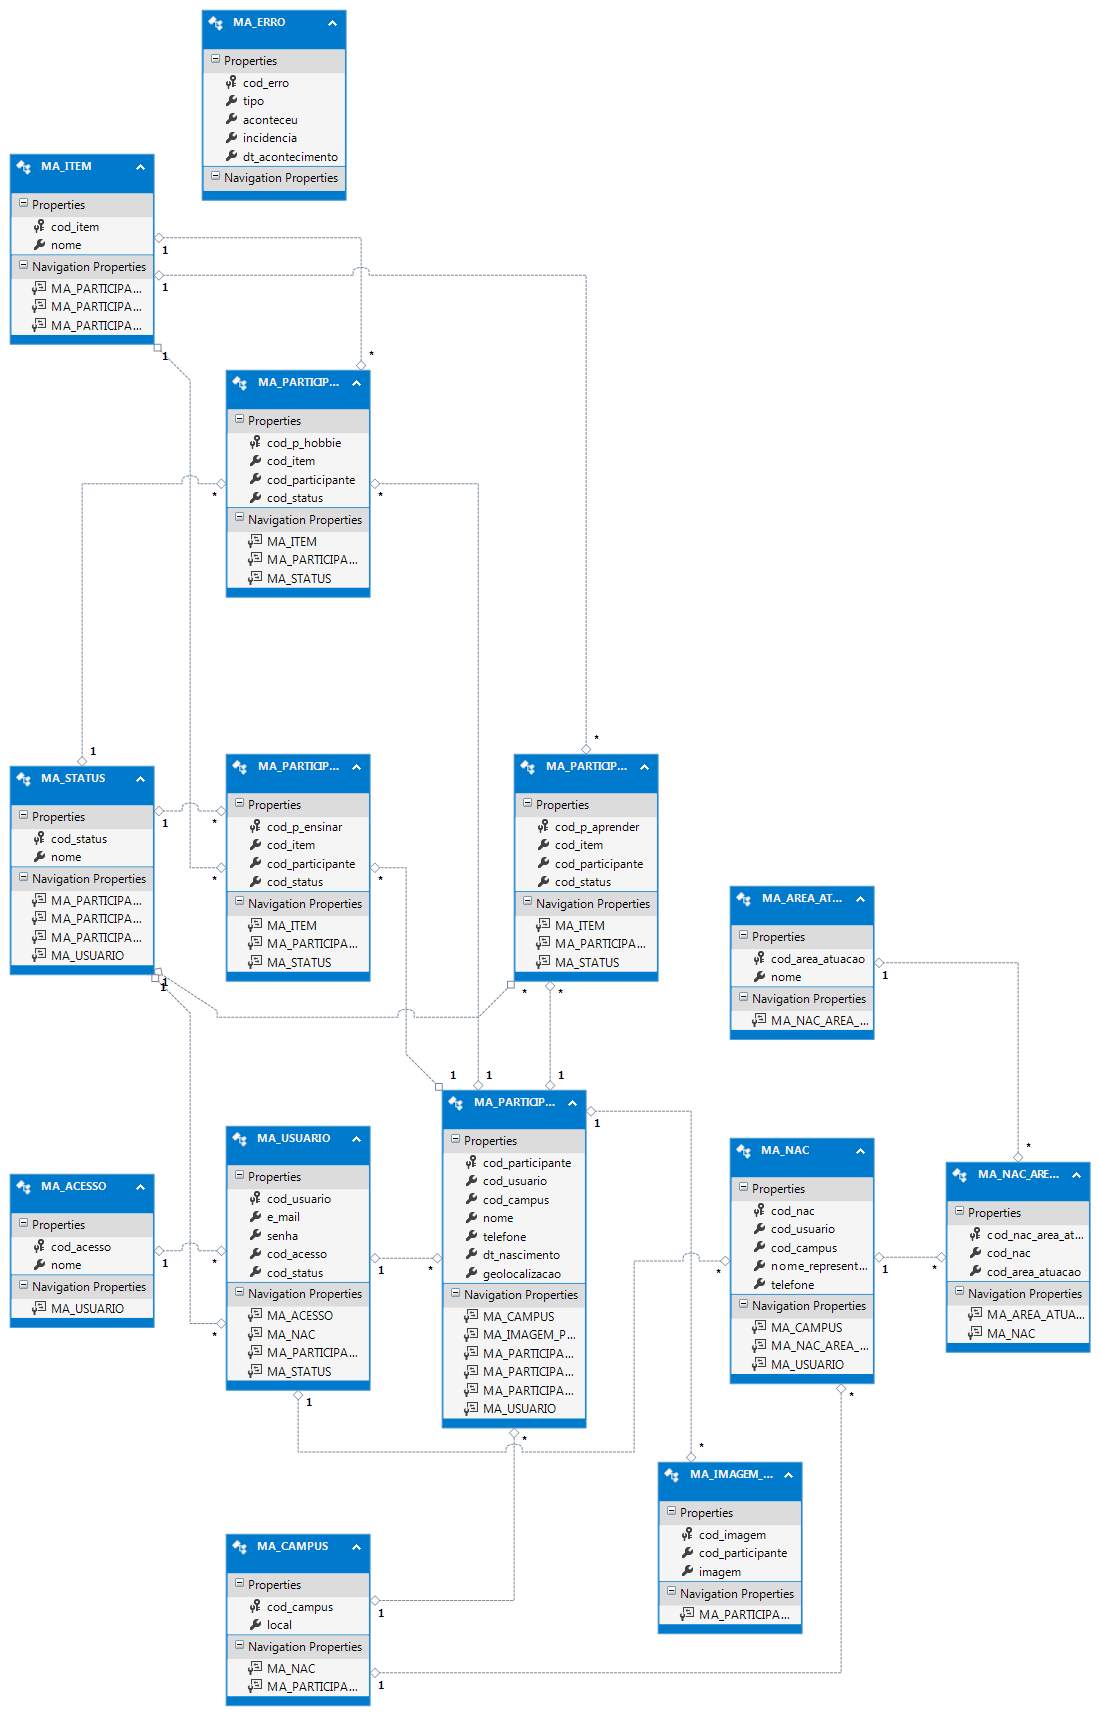 MA_ERRO
Properties
cod_erro
tipo
aconteceu
incidencia
dt_acontecimento
Navigation Properties
MA_ITEM
Properties
cod_item
nome
Navigation Properties
MA_PARTICIPA...
MA_PARTICIPA...
MA_PARTICIPA...
1
1
1
*
MA_PARTICIP...
Properties
cod_p_hobbie
cod_item
cod_participante
cod_status
Navigation Properties
MA_ITEM
MA_PARTICIPA...
MA_STATUS
*
*
1
*
MA_STATUS
Properties
cod_status
nome
Navigation Properties
MA_PARTICIPA...
MA_PARTICIPA...
MA_PARTICIPA...
MA_USUARIO
1
*
*
1
1
MA_PARTICIP...
Properties
cod_p_ensinar
cod_item
cod_participante
cod_status
Navigation Properties
MA_ITEM
MA_PARTICIPA...
MA_STATUS
*
MA_PARTICIP...
Properties
cod_p_aprender
cod_item
cod_participante
cod_status
Navigation Properties
MA_ITEM
MA_PARTICIPA...
MA_STATUS
*
*
MA_AREA_AT...
Properties
cod_area_atuacao
nome
Navigation Properties
MA_NAC_AREA_...
1
*
1
1
1
MA_ACESSO
Properties
cod_acesso
nome
Navigation Properties
MA_USUARIO
1
*
*
MA_USUARIO
Properties
cod_usuario
e_mail
senha
cod_acesso
cod_status
Navigation Properties
MA_ACESSO
MA_NAC
MA_PARTICIPA...
MA_STATUS
1
*
1
MA_PARTICIP...
Properties
cod_participante
cod_usuario
cod_campus
nome
telefone
dt_nascimento
geolocalizacao
Navigation Properties
MA_CAMPUS
MA_IMAGEM_P...
MA_PARTICIPA...
MA_PARTICIPA...
MA_PARTICIPA...
MA_USUARIO
1
*
*
MA_NAC
Properties
cod_nac
cod_usuario
cod_campus
nome_represent...
telefone
Navigation Properties
MA_CAMPUS
MA_NAC_AREA_...
MA_USUARIO
1
*
*
MA_NAC_ARE...
Properties
cod_nac_area_at...
cod_nac
cod_area_atuacao
Navigation Properties
MA_AREA_ATUA...
MA_NAC
*
MA_IMAGEM_...
Properties
cod_imagem
cod_participante
imagem
Navigation Properties
MA_PARTICIPA...
MA_CAMPUS
Properties
cod_campus
local
Navigation Properties
MA_NAC
MA_PARTICIPA...
1
1